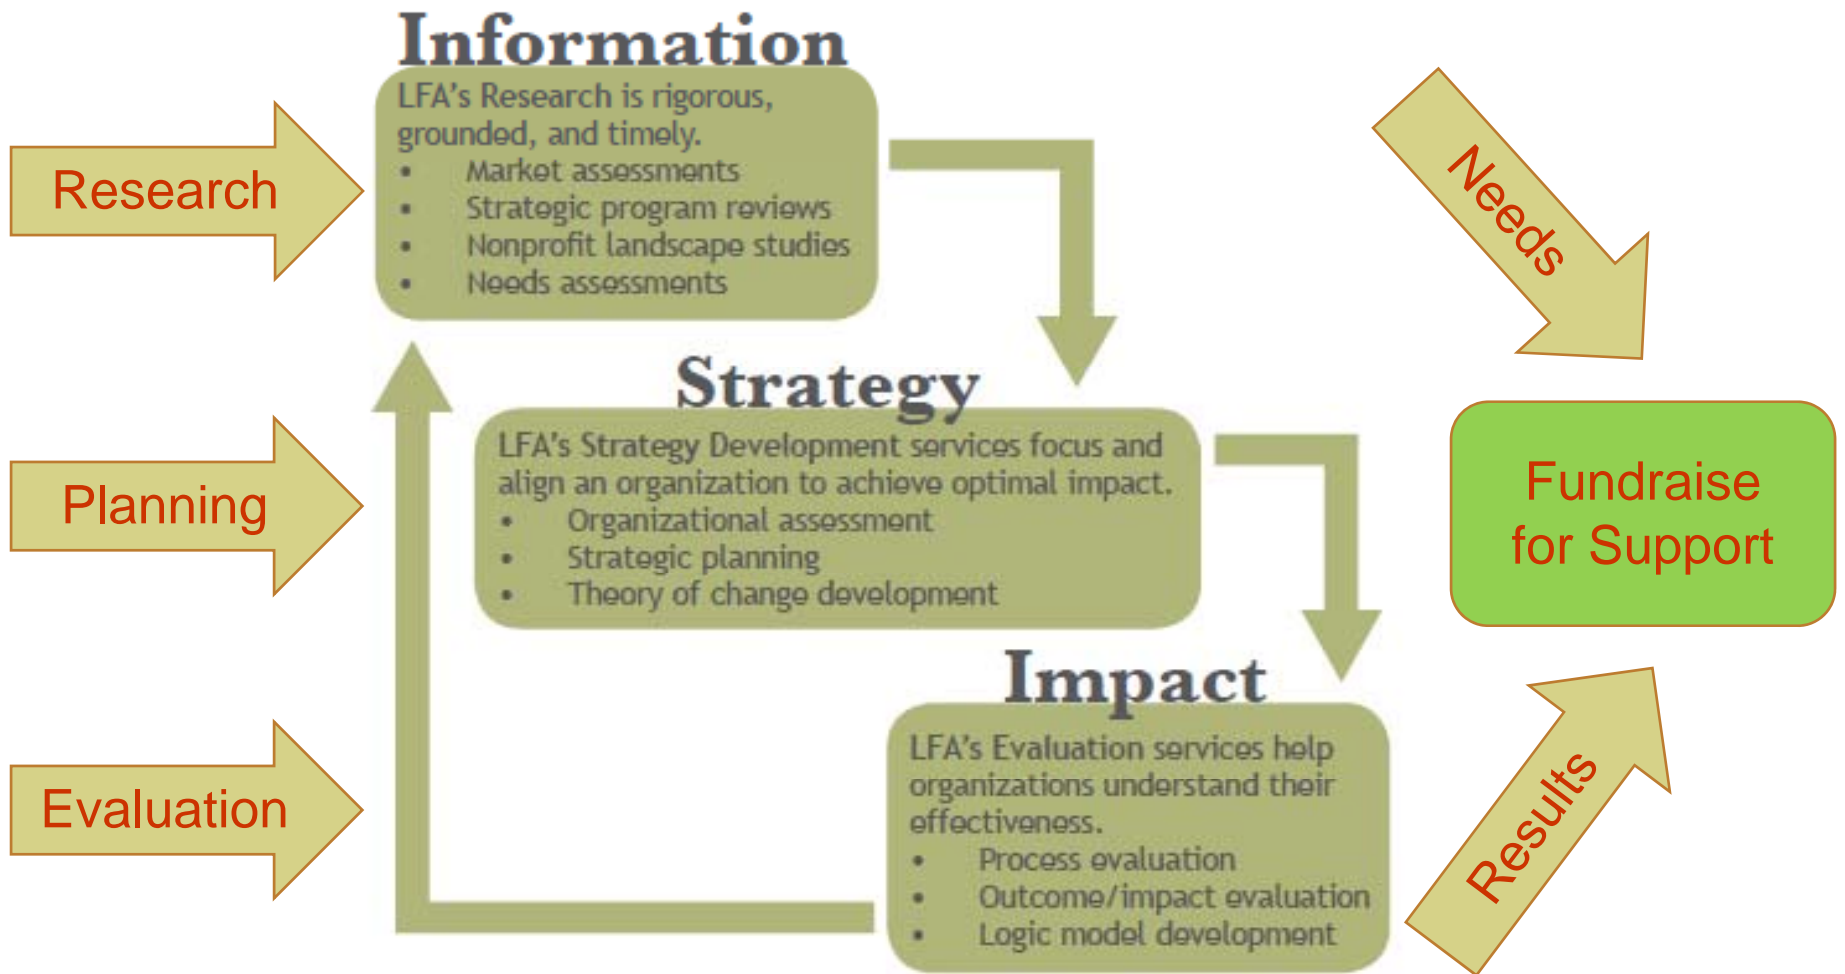 Information
LFA's Research is rigorous,
grounded, and timely.
• Market assessments
• Strategic program reviews
• Nonprofit landscape studies
• Needs assessments
Research
Needs
Strategy
LFA's Strategy Development services focus and
align an organization to achieve optimal impact.
• Organizational assessment
• Strategic planning
• Theory of change development
Planning
Fundraise
for Support
Impact
LFA's Evaluation services help
organizations understand their
effectiveness.
• Process evaluation
• Outcome/impact evaluation
• Logic model development
Evaluation
Results